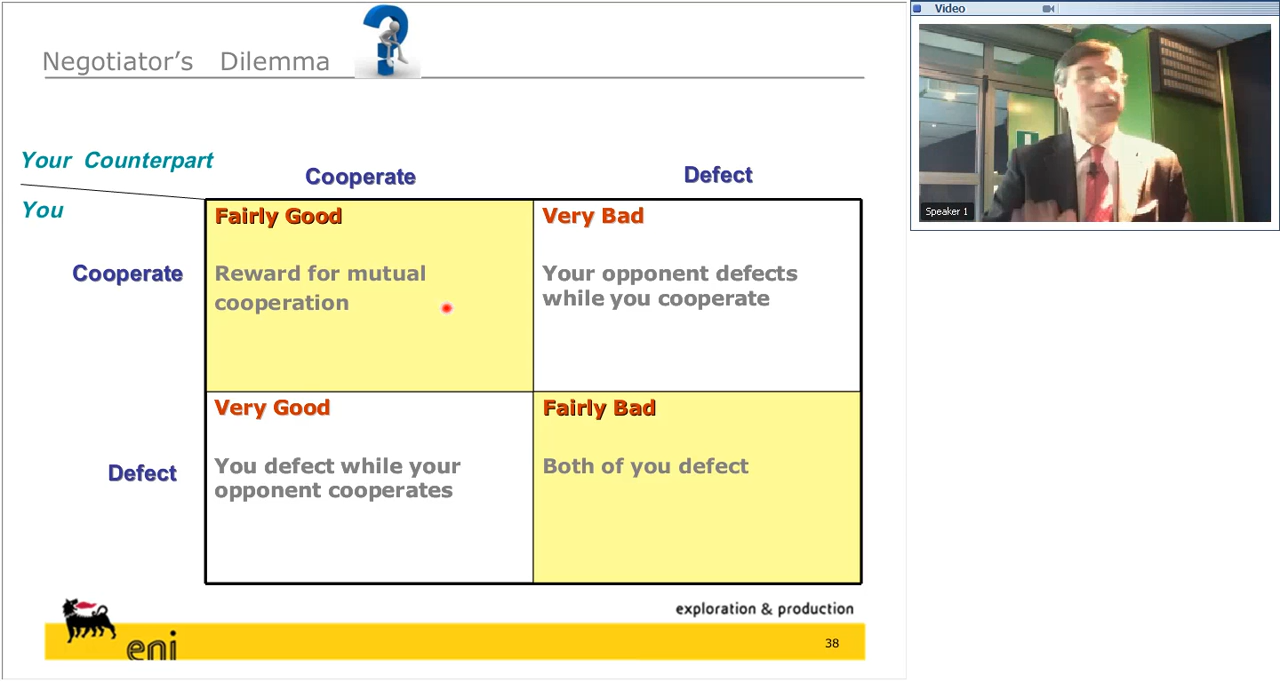 Negotiator's Dilemma
Your Counterpart
Cooperate
Defect
You
Fairly Good
Very Bad
Cooperate
Reward for mutual
cooperation
Your opponent defects
while you cooperate
Very Good
Fairly Bad
Defect
You defect while your
opponent cooperates
Both of you defect
exploration & production
eni
38
Video
Speaker 1